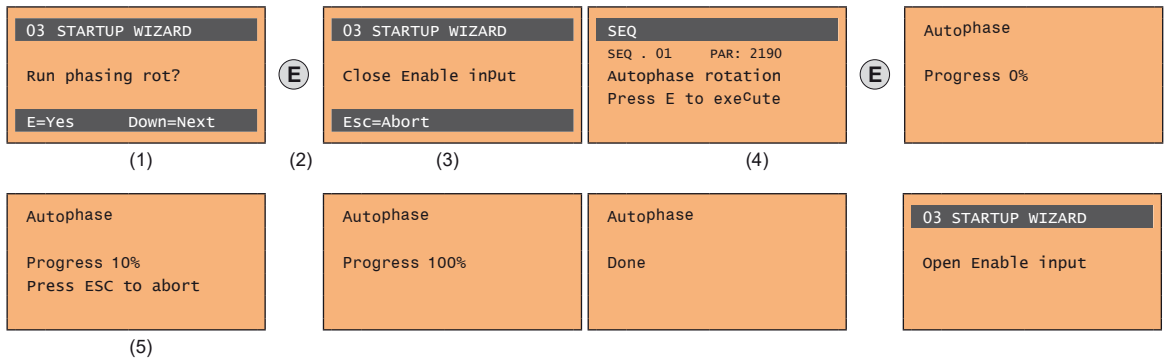 03 STARTUP WIZARD
Run phasing rot?
E=Yes Down=Next
(1)
E
(2)
03 STARTUP WIZARD
Close Enable input
Esc=Abort
(3)
SEQ
SEQ . 01 PAR: 2190
Autophase rotation
Press E to execute
(4)
E
Autophase
Progress 0%
Autophase
Progress 10%
Press ESC to abort
(5)
Autophase
Progress 100%
Autophase
Done
03 STARTUP WIZARD
Open Enable input